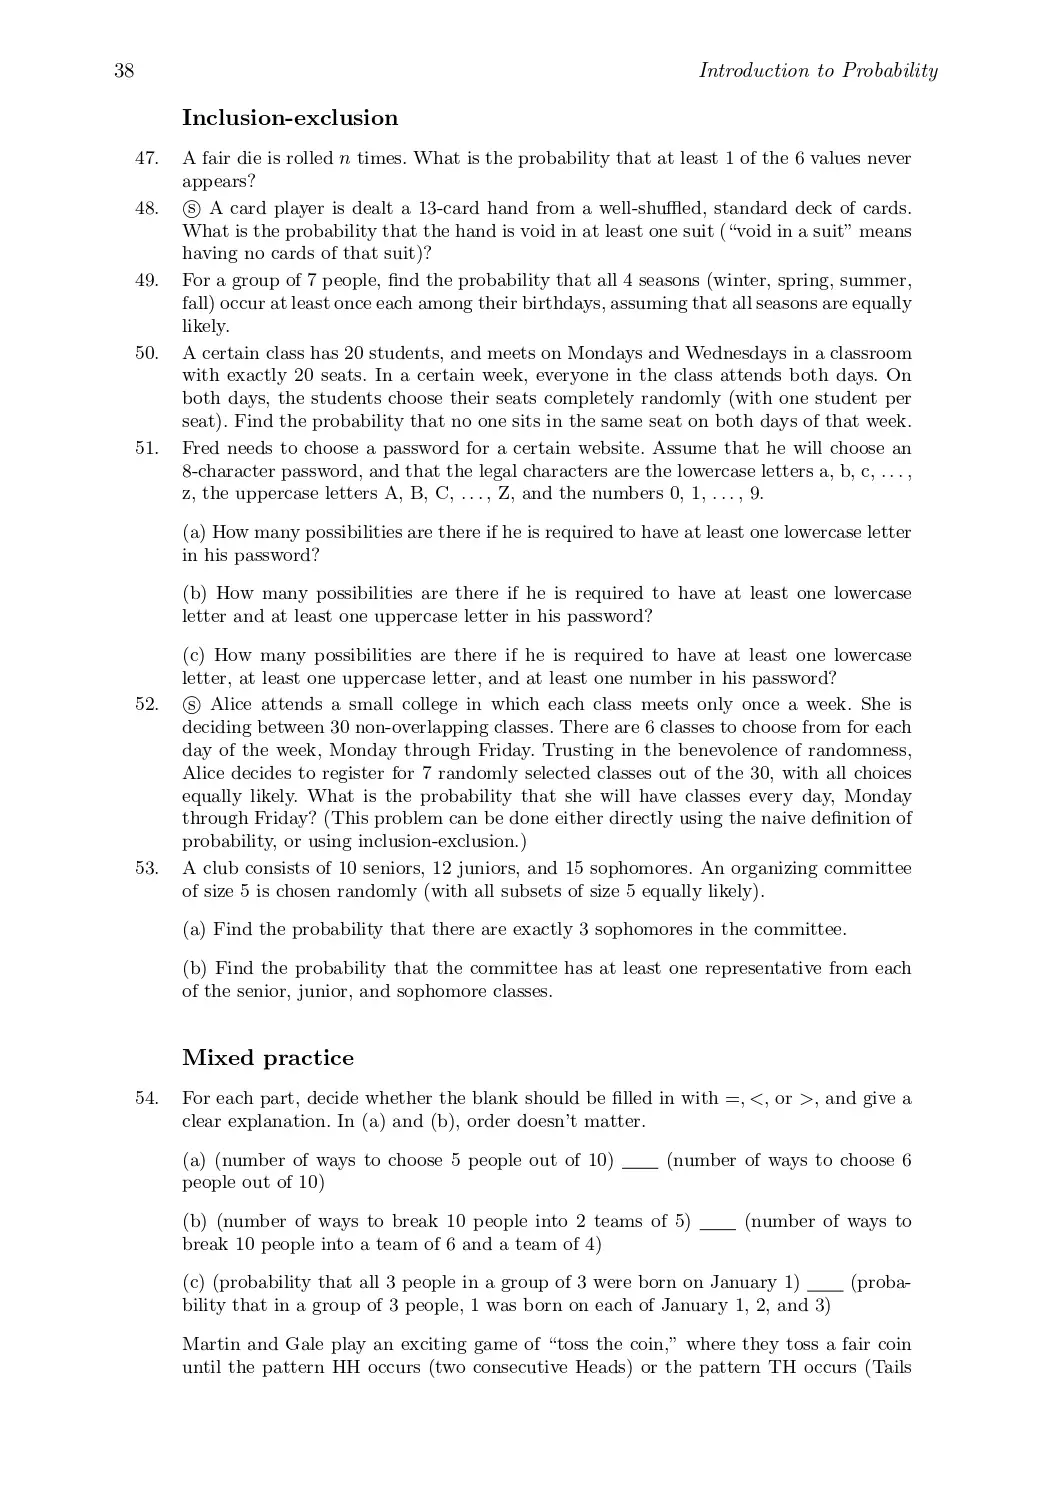 38
Introduction to Probability
Inclusion-exclusion
47. A fair die is rolled n times. What is the probability that at least 1 of the 6 values never
appears?
48. Ⓢ A card player is dealt a 13-card hand from a well-shuffled, standard deck of cards.
What is the probability that the hand is void in at least one suit (“void in a suit” means
having no cards of that suit)?
49. For a group of 7 people, find the probability that all 4 seasons (winter, spring, summer,
fall) occur at least once each among their birthdays, assuming that all seasons are equally
likely.
50. A certain class has 20 students, and meets on Mondays and Wednesdays in a classroom
with exactly 20 seats. In a certain week, everyone in the class attends both days. On
both days, the students choose their seats completely randomly (with one student per
seat). Find the probability that no one sits in the same seat on both days of that week.
51. Fred needs to choose a password for a certain website. Assume that he will choose an
8-character password, and that the legal characters are the lowercase letters a, b, c, . . . ,
z, the uppercase letters A, B, C, . . . , Z, and the numbers 0, 1, . . . , 9.
(a) How many possibilities are there if he is required to have at least one lowercase letter
in his password?
(b) How many possibilities are there if he is required to have at least one lowercase
letter and at least one uppercase letter in his password?
(c) How many possibilities are there if he is required to have at least one lowercase
letter, at least one uppercase letter, and at least one number in his password?
52. Ⓢ Alice attends a small college in which each class meets only once a week. She is
deciding between 30 non-overlapping classes. There are 6 classes to choose from for each
day of the week, Monday through Friday. Trusting in the benevolence of randomness,
Alice decides to register for 7 randomly selected classes out of the 30, with all choices
equally likely. What is the probability that she will have classes every day, Monday
through Friday? (This problem can be done either directly using the naive definition of
probability, or using inclusion-exclusion.)
53. A club consists of 10 seniors, 12 juniors, and 15 sophomores. An organizing committee
of size 5 is chosen randomly (with all subsets of size 5 equally likely).
(a) Find the probability that there are exactly 3 sophomores in the committee.
(b) Find the probability that the committee has at least one representative from each
of the senior, junior, and sophomore classes.
Mixed practice
54. For each part, decide whether the blank should be filled in with =, <, or >, and give a
clear explanation. In (a) and (b), order doesn’t matter.
(a) (number of ways to choose 5 people out of 10) ____ (number of ways to choose 6
people out of 10)
(b) (number of ways to break 10 people into 2 teams of 5) ____ (number of ways to
break 10 people into a team of 6 and a team of 4)
(c) (probability that all 3 people in a group of 3 were born on January 1) ____ (proba-
bility that in a group of 3 people, 1 was born on each of January 1, 2, and 3)
Martin and Gale play an exciting game of “toss the coin,” where they toss a fair coin
until the pattern HH occurs (two consecutive Heads) or the pattern TH occurs (Tails